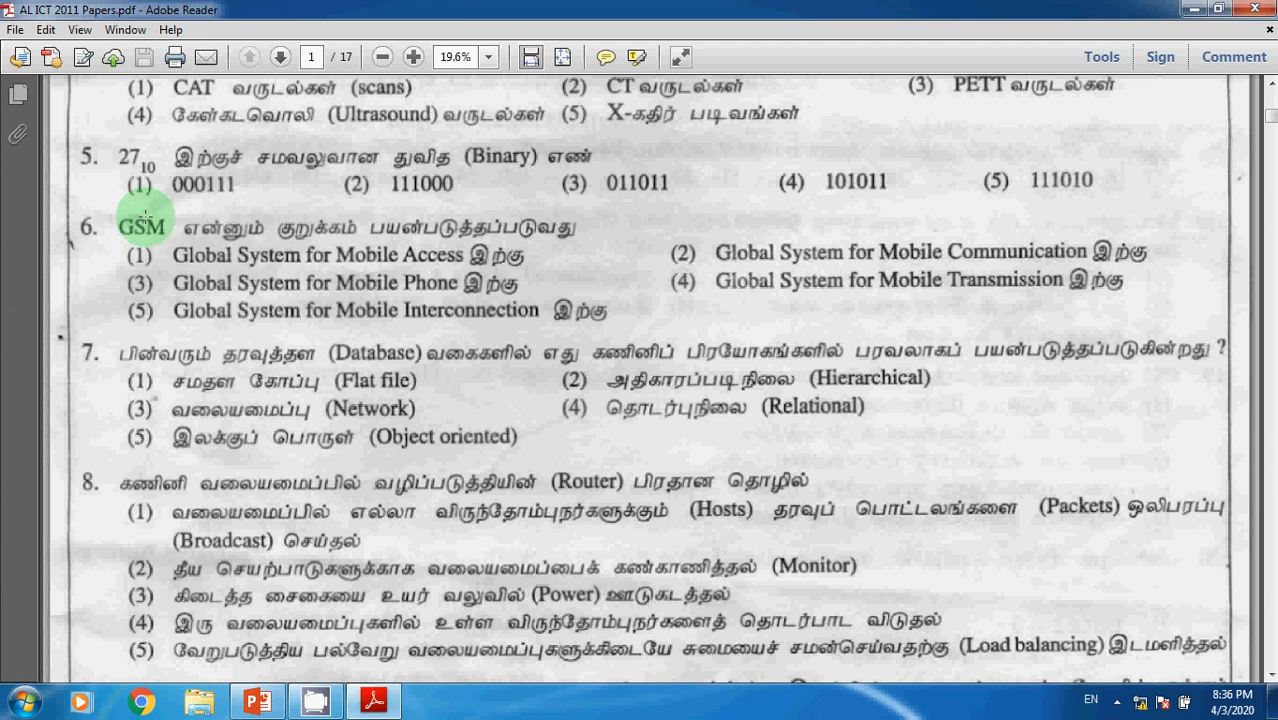 AL ICT 2011 Papers.pdf - Adobe Reader
File Edit View Window Help
1 / 17 19.6% Tools Sign Comment
(1) CAT வருடல்கள் (scans) (2) CT வருடல்கள் (3) PETT வருடல்கள்
(4) கேள்கடவொலி (Ultrasound) வருடல்கள் (5) X-கதிர் படிவங்கள்
5. 27₁₀ இற்குச் சமவலுவான துவித (Binary) எண்
(1) 000111 (2) 111000 (3) 011011 (4) 101011 (5) 111010
6. GSM என்னும் குறுக்கம் பயன்படுத்தப்படுவது
(1) Global System for Mobile Access இற்கு (2) Global System for Mobile Communication இற்கு
(3) Global System for Mobile Phone இற்கு (4) Global System for Mobile Transmission இற்கு
(5) Global System for Mobile Interconnection இற்கு
7. பின்வரும் தரவுத்தள (Database) வகைகளில் எது கணினிப் பிரயோகங்களில் பரவலாகப் பயன்படுத்தப்படுகின்றது ?
(1) சமதள கோப்பு (Flat file) (2) அதிகாரப்படிநிலை (Hierarchical)
(3) வலையமைப்பு (Network) (4) தொடர்புநிலை (Relational)
(5) இலக்குப் பொருள் (Object oriented)
8. கணினி வலையமைப்பில் வழிப்படுத்தியின் (Router) பிரதான தொழில்
(1) வலையமைப்பில் எல்லா விருந்தோம்புநர்களுக்கும் (Hosts) தரவுப் பொட்டலங்களை (Packets) ஒலிபரப்பு
(Broadcast) செய்தல்
(2) தீய செயற்பாடுகளுக்காக வலையமைப்பைக் கண்காணித்தல் (Monitor)
(3) கிடைத்த சைகையை உயர் வலுவில் (Power) ஊடுகடத்தல்
(4) இரு வலையமைப்புகளில் உள்ள விருந்தோம்புநர்களைத் தொடர்பாட விடுதல்
(5) வேறுபடுத்திய பல்வேறு வலையமைப்புகளுக்கிடையே சுமையைச் சமன்செய்வதற்கு (Load balancing) இடமளித்தல்
EN 8:36 PM
4/3/2020